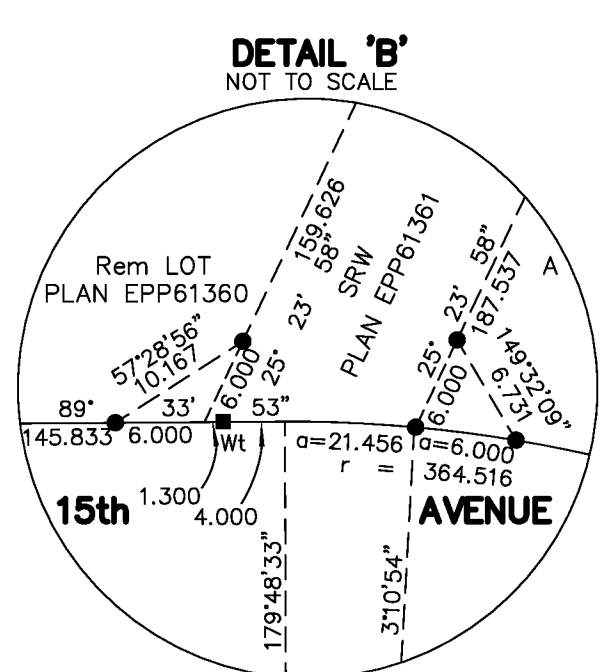 DETAIL 'B'
NOT TO SCALE
159.626
58"
SRW
PLAN EPP61361
58"
A
Rem LOT
PLAN EPP61360
23'
23'
187.537
57°28'56"
10.167
6.000
25°
25°
6.000
149°32'09"
6.731
89°
33'
53"
145.833
6.000
Wt
a=21.456
a=6.000
r = 364.516
1.300
4.000
15th AVENUE
179°48'33"
3°10'54"